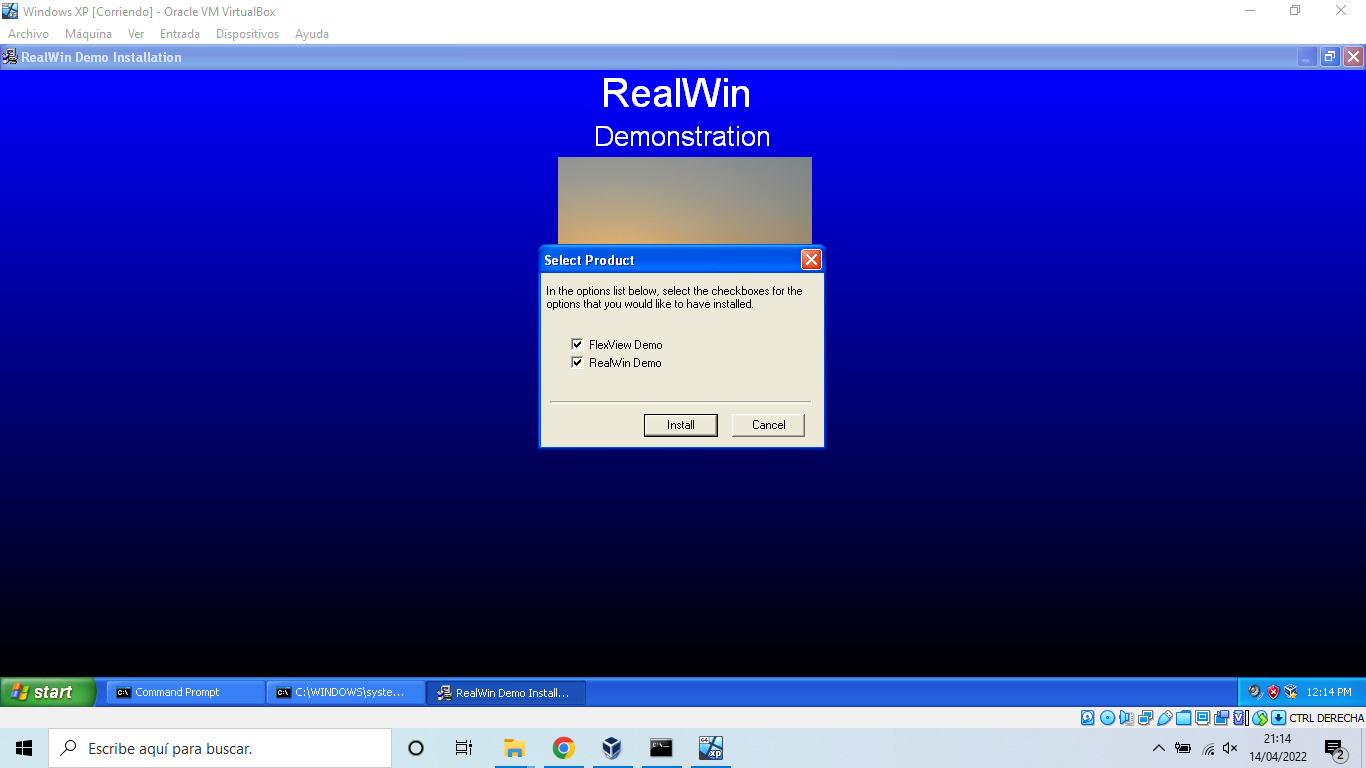 Windows XP [Corriendo] - Oracle VM VirtualBox
Archivo Máquina Ver Entrada Dispositivos Ayuda
RealWin Demo Installation
RealWin
Demonstration
Select Product
In the options list below, select the checkboxes for the
options that you would like to have installed.
FlexView Demo
RealWin Demo
Install Cancel
start Command Prompt C:\WINDOWS\syste... RealWin Demo Install... 12:14 PM
CTRL DERECHA
Escribe aquí para buscar.
21:14
14/04/2022
2